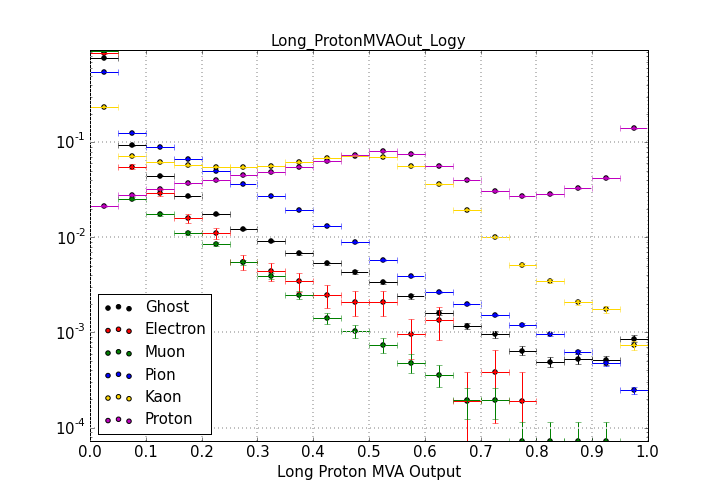 Long_ProtonMVAOut_Logy
10^-1
10^-2
10^-3
10^-4
Ghost
Electron
Muon
Pion
Kaon
Proton
0.0 0.1 0.2 0.3 0.4 0.5 0.6 0.7 0.8 0.9 1.0
Long Proton MVA Output